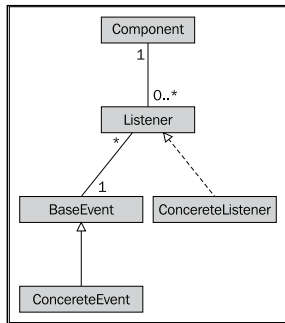 Component
1
0..*
Listener
*
1
BaseEvent
ConcereteListener
ConcereteEvent